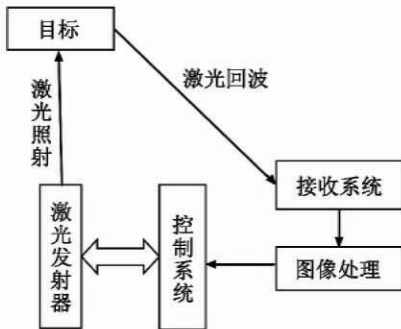 目标
激光回波
激光照射
接收系统
激光发射器
控制系统
图像处理